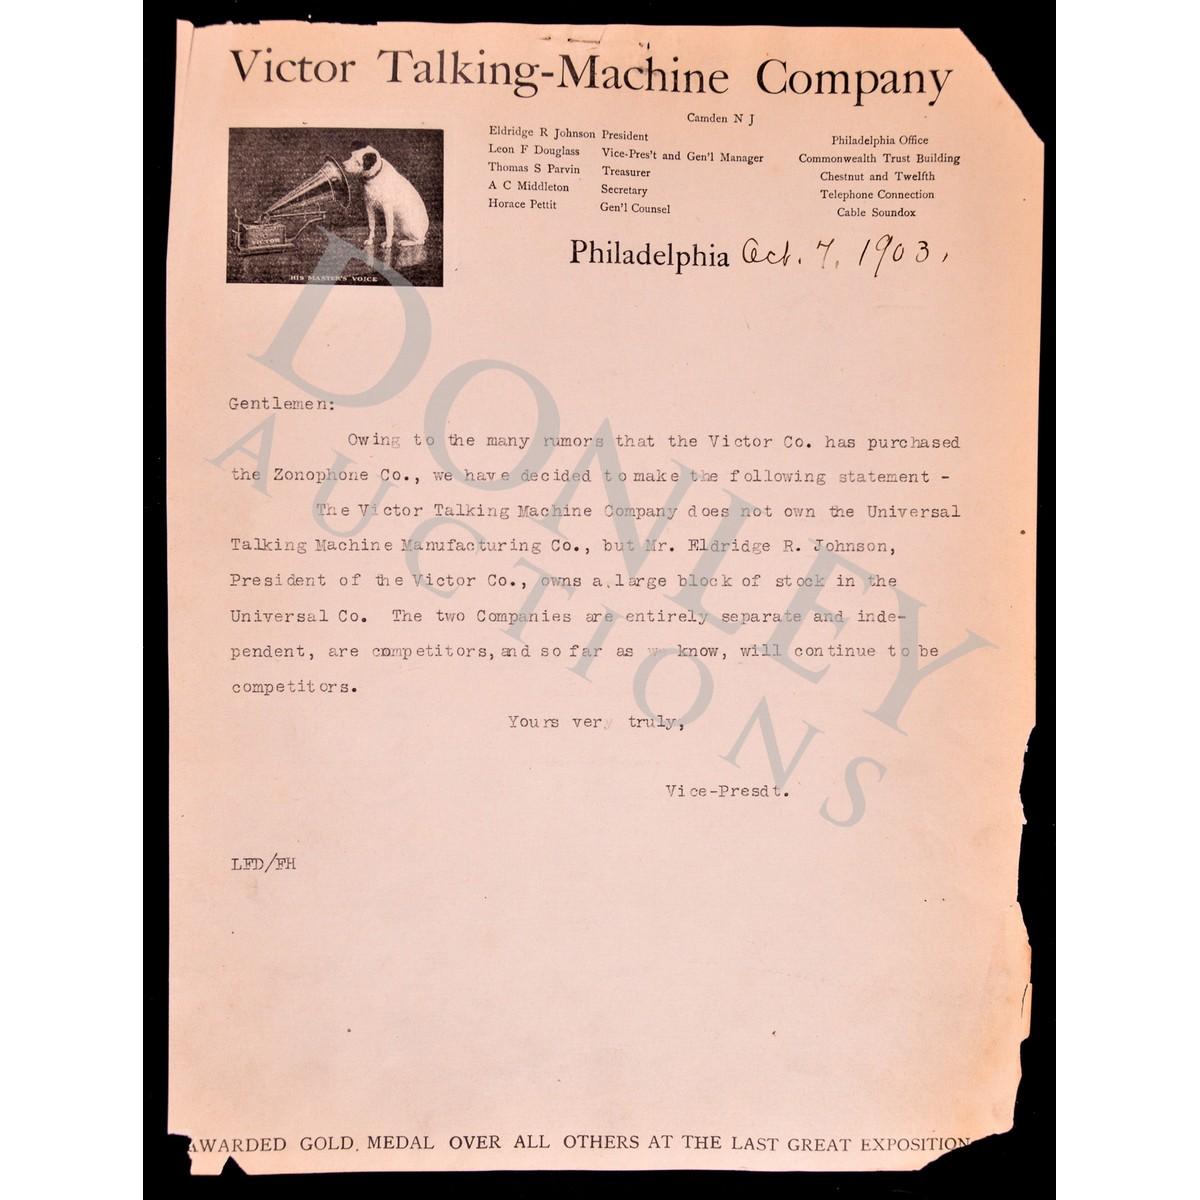 Victor Talking-Machine Company
Camden N J
Eldridge R Johnson President
Leon F Douglass Vice-Pres't and Gen'l Manager
Thomas S Parvin Treasurer
A C Middleton Secretary
Horace Pettit Gen'l Counsel
Philadelphia Office
Commonwealth Trust Building
Chestnut and Twelfth
Telephone Connection
Cable Soundox
VICTOR
HIS MASTER'S VOICE
Philadelphia Oct. 7, 1903.
Gentlemen:
Owing to the many rumors that the Victor Co. has purchased
the Zonophone Co., we have decided to make the following statement -
The Victor Talking Machine Company does not own the Universal
Talking Machine Manufacturing Co., but Mr. Eldridge R. Johnson,
President of the Victor Co., owns a large block of stock in the
Universal Co. The two Companies are entirely separate and inde-
pendent, are competitors, and so far as we know, will continue to be
competitors.
Yours very truly,
Vice-Presdt.
LFD/FH
AWARDED GOLD MEDAL OVER ALL OTHERS AT THE LAST GREAT EXPOSITION
DONLEY
AUCTIONS